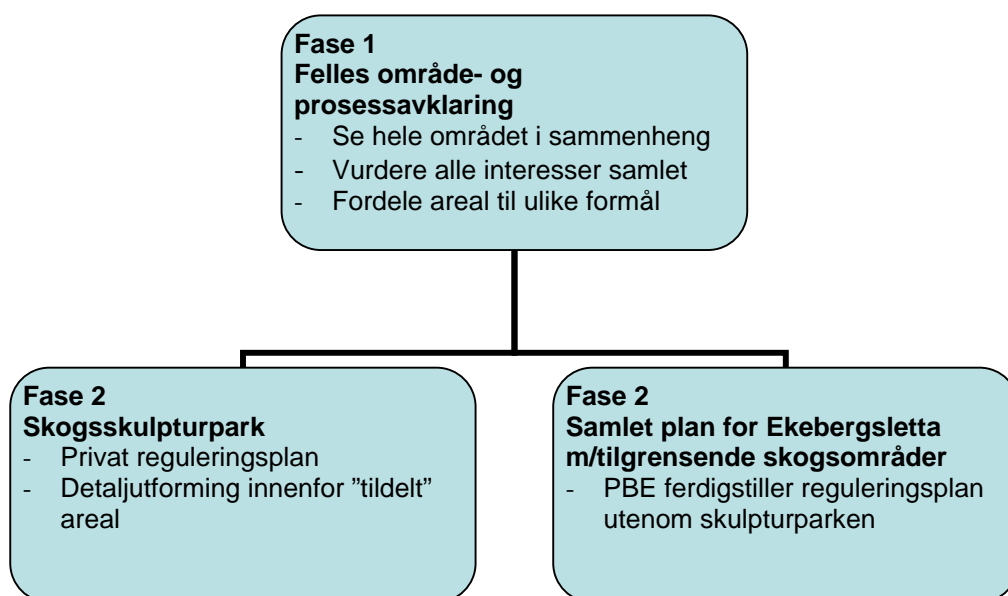 Fase 1
Felles område- og
prosessavklaring
- Se hele området i sammenheng
- Vurdere alle interesser samlet
- Fordele areal til ulike formål
Fase 2
Skogsskulpturpark
- Privat reguleringsplan
- Detaljutforming innenfor ”tildelt”
areal
Fase 2
Samlet plan for Ekebergsletta
m/tilgrensende skogsområder
- PBE ferdigstiller reguleringsplan
utenom skulpturparken